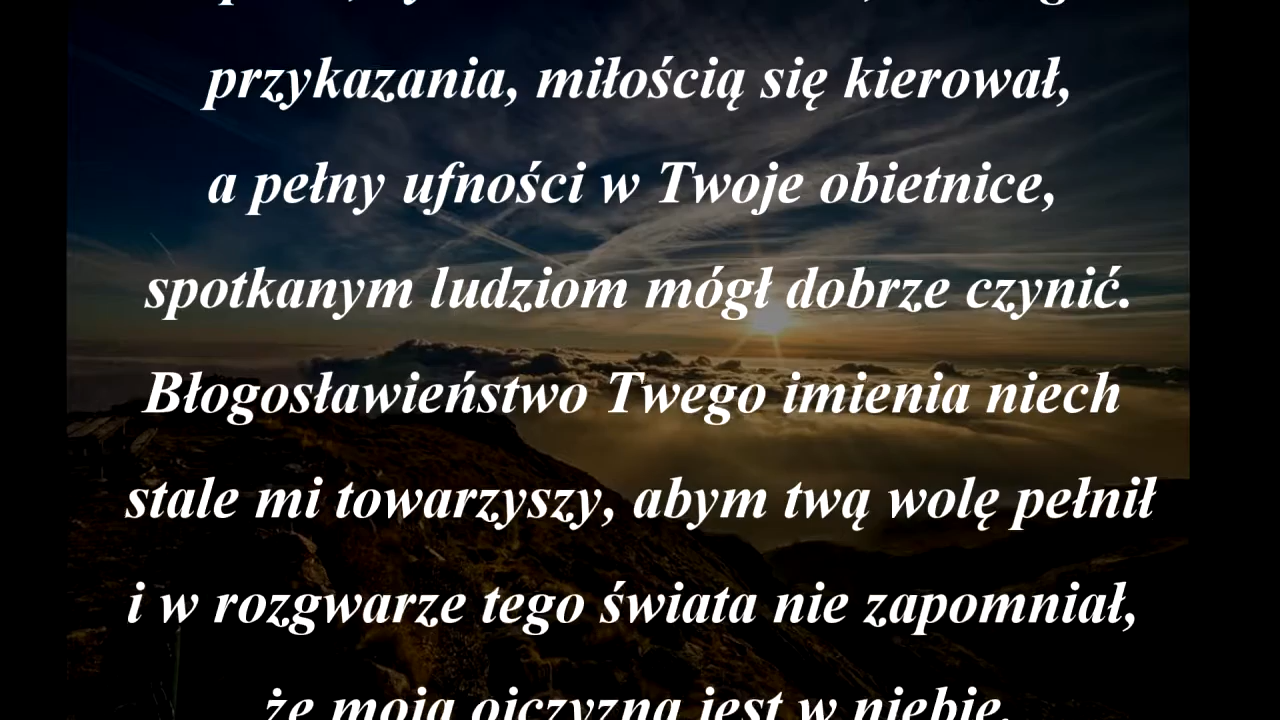 przykazania, miłością się kierował,
a pełny ufności w Twoje obietnice,
spotkanym ludziom mógł dobrze czynić.
Błogosławieństwo Twego imienia niech
stale mi towarzyszy, abym twą wolę pełnił
i w rozgwarze tego świata nie zapomniał,
że moja ojczyzna jest w niebie.